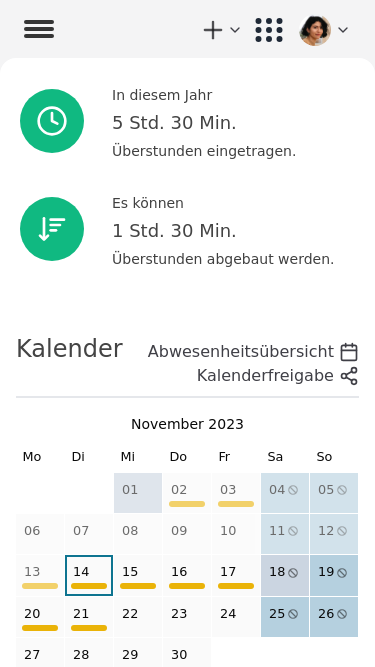 In diesem Jahr
5 Std. 30 Min.
Überstunden eingetragen.
Es können
1 Std. 30 Min.
Überstunden abgebaut werden.
Kalender
Abwesenheitsübersicht
Kalenderfreigabe
November 2023
Mo Di Mi Do Fr Sa So
01 02 03 04 05
06 07 08 09 10 11 12
13 14 15 16 17 18 19
20 21 22 23 24 25 26
27 28 29 30